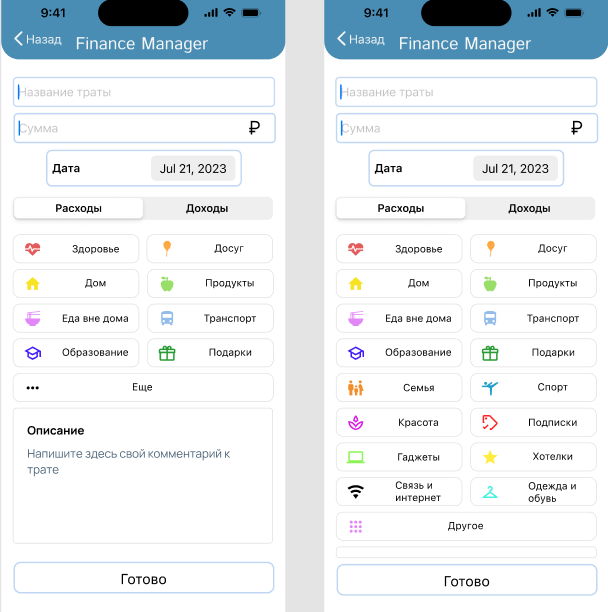 9:41
Назад
Finance Manager
Название траты
Сумма
₽
Дата
Jul 21, 2023
Расходы
Доходы
Здоровье
Досуг
Дом
Продукты
Еда вне дома
Транспорт
Образование
Подарки
Еще
Описание
Напишите здесь свой комментарий к
трате
Готово
9:41
Назад
Finance Manager
Название траты
Сумма
₽
Дата
Jul 21, 2023
Расходы
Доходы
Здоровье
Досуг
Дом
Продукты
Еда вне дома
Транспорт
Образование
Подарки
Семья
Спорт
Красота
Подписки
Гаджеты
Хотелки
Связь и
интернет
Одежда и
обувь
Другое
Готово